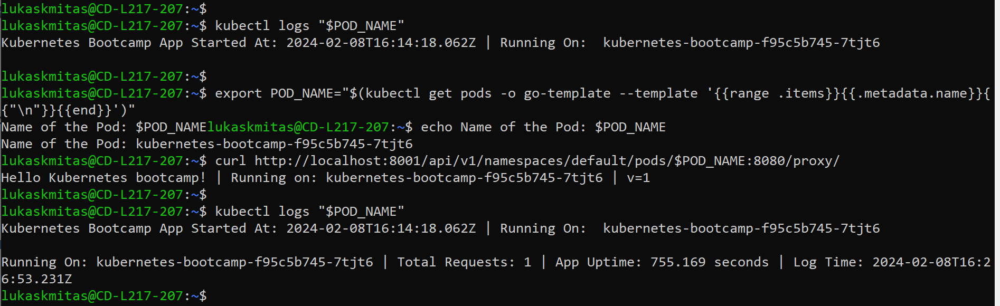 lukaskmitas@CD-L217-207:~$
lukaskmitas@CD-L217-207:~$ kubectl logs "$POD_NAME"
Kubernetes Bootcamp App Started At: 2024-02-08T16:14:18.062Z | Running On:  kubernetes-bootcamp-f95c5b745-7tjt6
lukaskmitas@CD-L217-207:~$
lukaskmitas@CD-L217-207:~$ export POD_NAME="$(kubectl get pods -o go-template --template '{{range .items}}{{.metadata.name}}{
{"\n"}}{{end}}')"
Name of the Pod: $POD_NAMElukaskmitas@CD-L217-207:~$ echo Name of the Pod: $POD_NAME
Name of the Pod: kubernetes-bootcamp-f95c5b745-7tjt6
lukaskmitas@CD-L217-207:~$ curl http://localhost:8001/api/v1/namespaces/default/pods/$POD_NAME:8080/proxy/
Hello Kubernetes bootcamp! | Running on: kubernetes-bootcamp-f95c5b745-7tjt6 | v=1
lukaskmitas@CD-L217-207:~$
lukaskmitas@CD-L217-207:~$ kubectl logs "$POD_NAME"
Kubernetes Bootcamp App Started At: 2024-02-08T16:14:18.062Z | Running On:  kubernetes-bootcamp-f95c5b745-7tjt6
Running On: kubernetes-bootcamp-f95c5b745-7tjt6 | Total Requests: 1 | App Uptime: 755.169 seconds | Log Time: 2024-02-08T16:2
6:53.231Z
lukaskmitas@CD-L217-207:~$